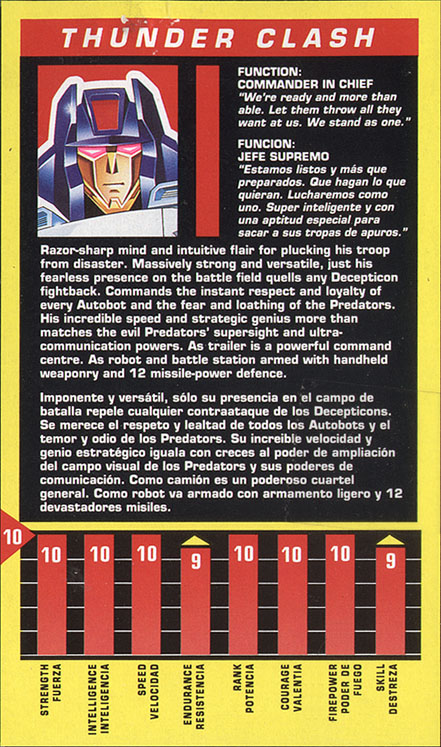 THUNDER CLASH
FUNCTION:
COMMANDER IN CHIEF
"We're ready and more than
able. Let them throw all they
want at us. We stand as one."
FUNCION:
JEFE SUPREMO
"Estamos listos y más que
preparados. Que hagan lo que
quieran. Lucharemos como
uno. Super inteligente y con
una aptitud especial para
sacar a sus tropas de apuros."
Razor-sharp mind and intuitive flair for plucking his troop
from disaster. Massively strong and versatile, just his
fearless presence on the battle field quells any Decepticon
fightback. Commands the instant respect and loyalty of
every Autobot and the fear and loathing of the Predators.
His incredible speed and strategic genius more than
matches the evil Predators' supersight and ultra-
communication powers. As trailer is a powerful command
centre. As robot and battle station armed with handheld
weaponry and 12 missile-power defence.
Imponente y versátil, sólo su presencia en el campo de
batalla repele cualquier contraataque de los Decepticons.
Se merece el respeto y lealtad de todos los Autobots y el
temor y odio de los Predators. Su increible velocidad y
genio estratégico iguala con creces al poder de ampliación
del campo visual de los Predators y sus poderes de
comunicación. Como camión es un poderoso cuartel
general. Como robot va armado con armamento ligero y 12
devastadores misiles.
10
10
10
10
9
10
10
10
9
STRENGTH
FUERZA
INTELLIGENCE
INTELIGENCIA
SPEED
VELOCIDAD
ENDURANCE
RESISTENCIA
RANK
POTENCIA
COURAGE
VALENTIA
FIREPOWER
PODER DE
FUEGO
SKILL
DESTREZA